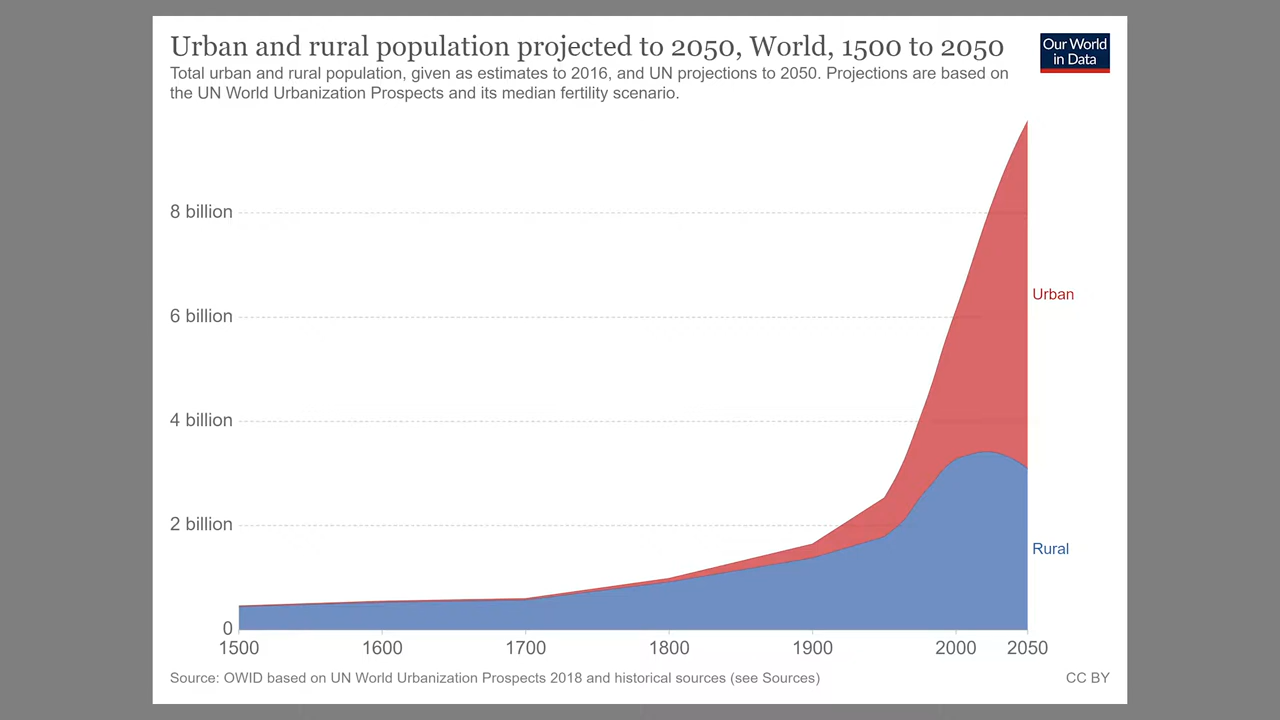 Urban and rural population projected to 2050, World, 1500 to 2050
Our World
in Data
Total urban and rural population, given as estimates to 2016, and UN projections to 2050. Projections are based on
the UN World Urbanization Prospects and its median fertility scenario.
8 billion
6 billion
4 billion
2 billion
0
Urban
Rural
1500 1600 1700 1800 1900 2000 2050
Source: OWID based on UN World Urbanization Prospects 2018 and historical sources (see Sources)
CC BY